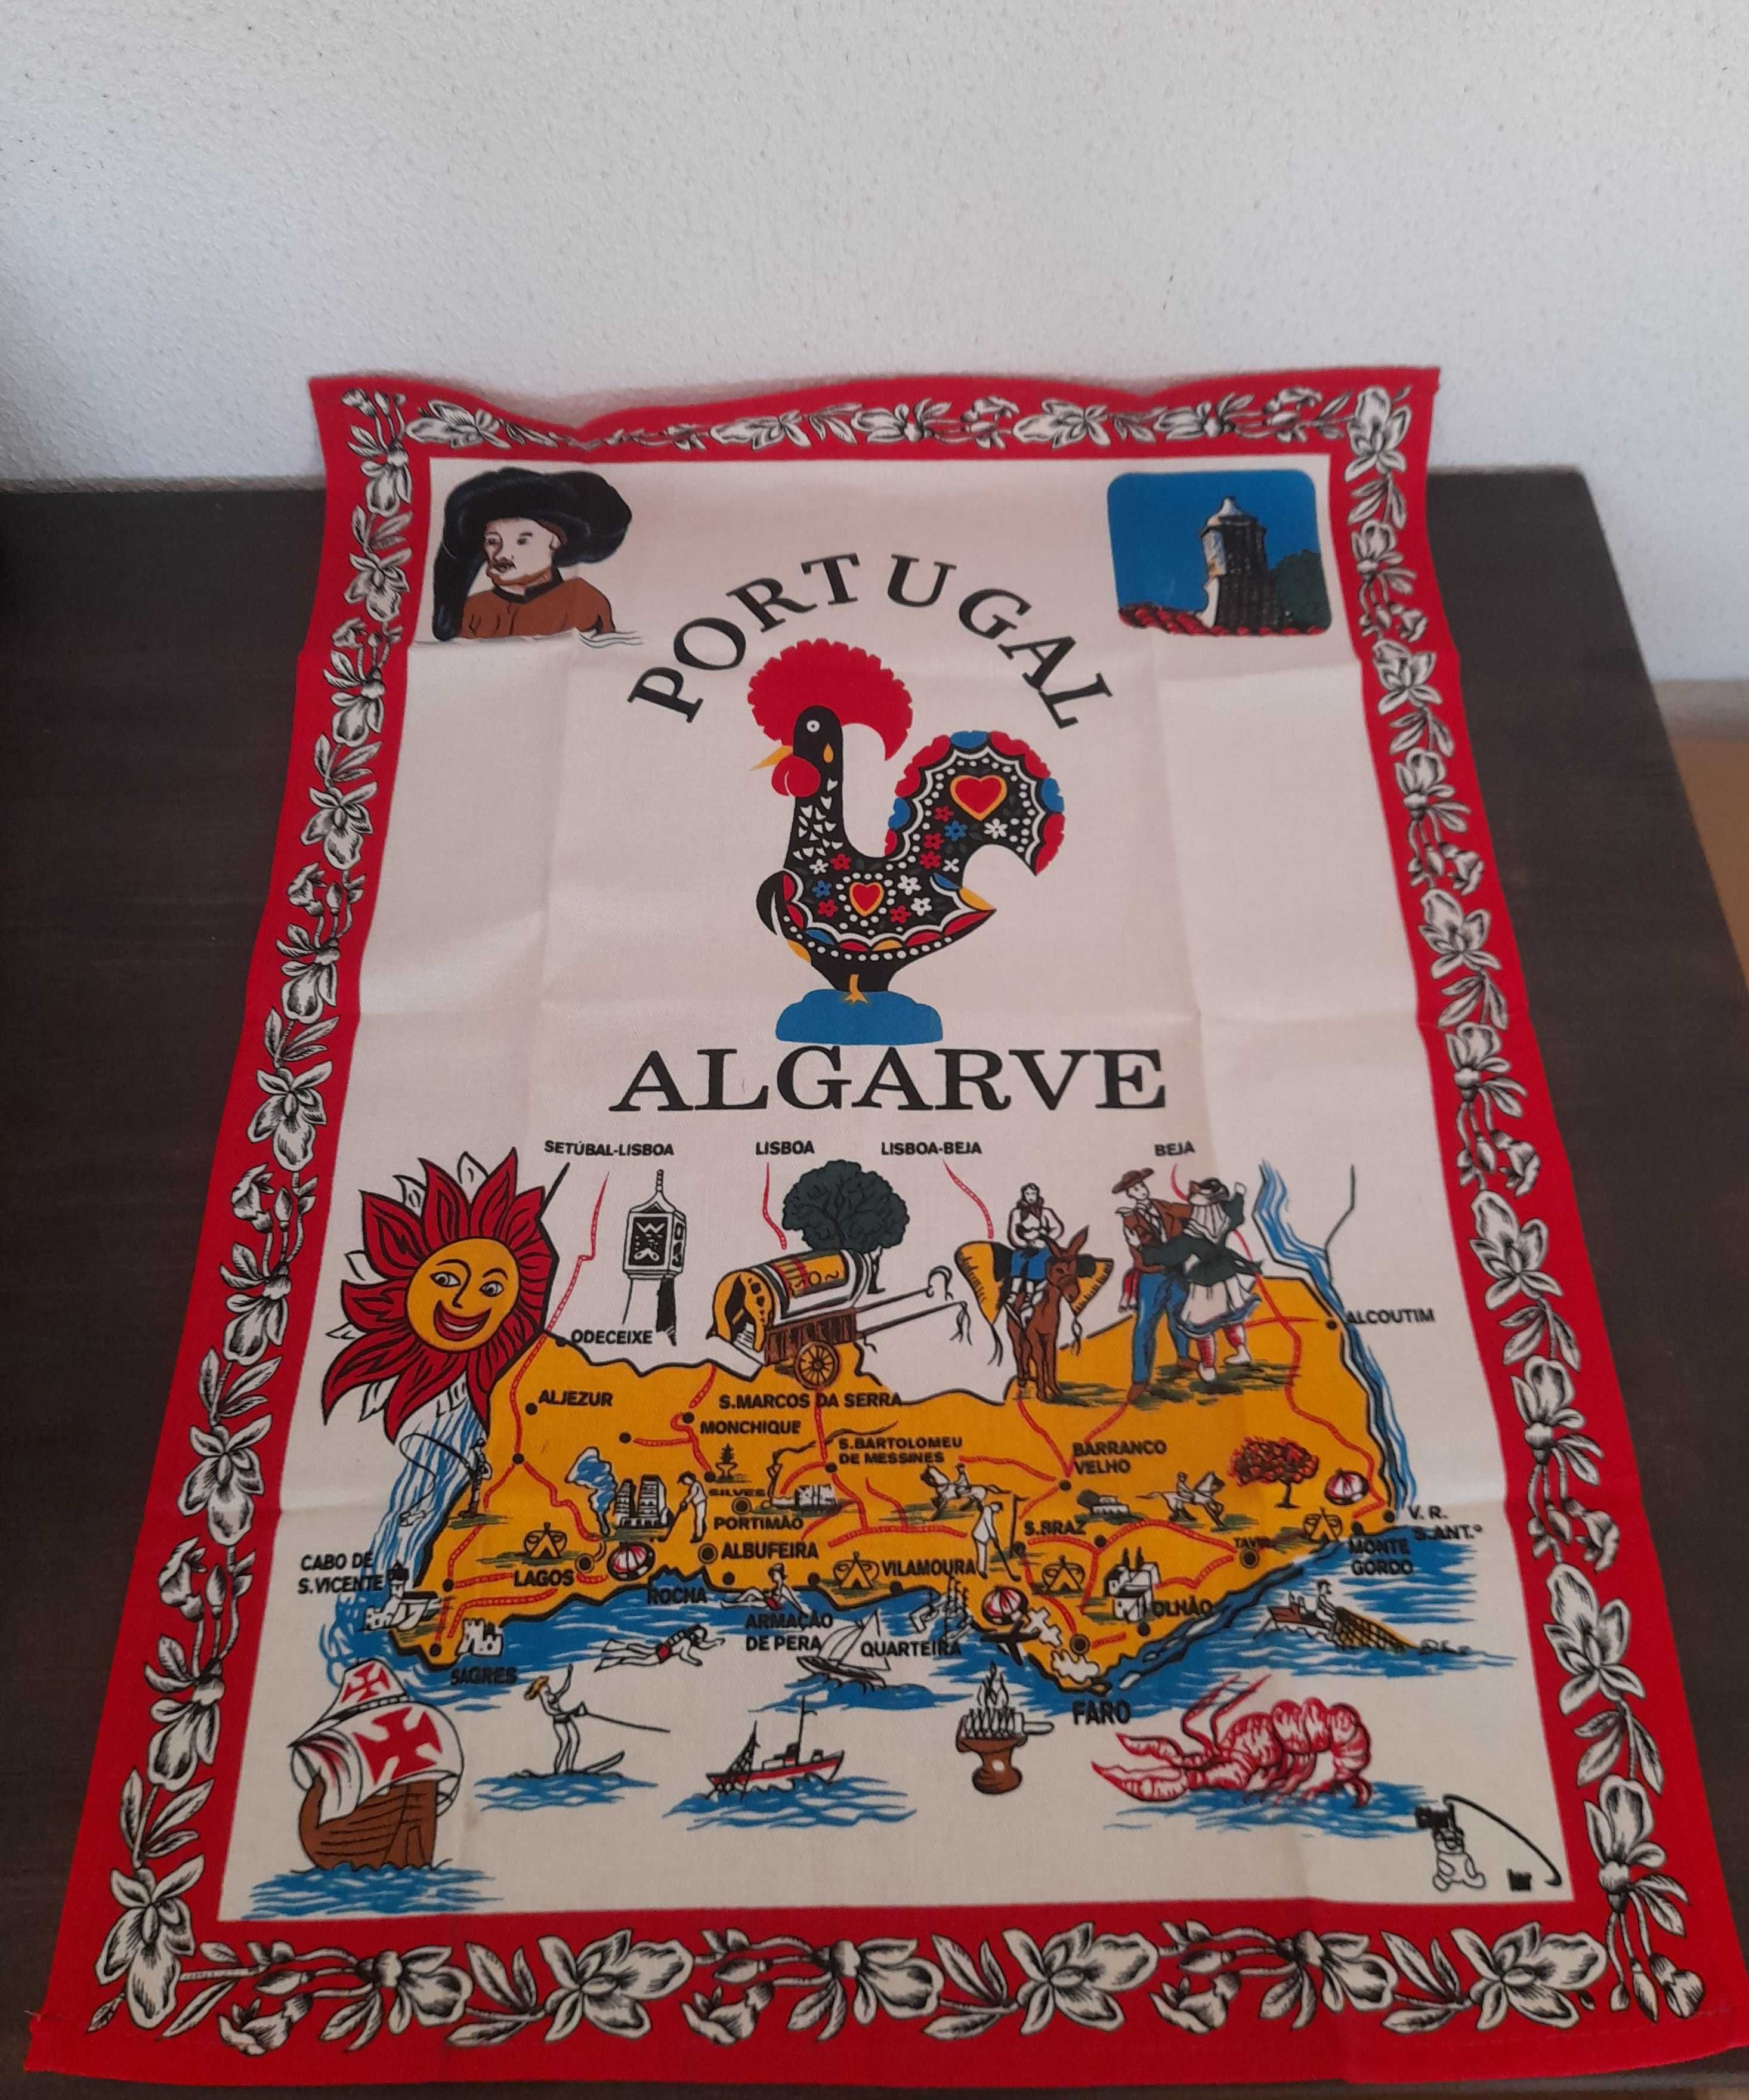 PORTUGAL
ALGARVE
SETÚBAL-LISBOA
LISBOA
LISBOA-BEJA
BEJA
ODECEIXE
ALCOUTIM
ALJEZUR
S.MARCOS DA SERRA
MONCHIQUE
S.BARTOLOMEU
DE MESSINES
BARRANCO
VELHO
SILVES
PORTIMÃO
S.BRAZ
V. R.
S.ANT.º
ALBUFEIRA
MONTE
GORDO
CABO DE
S.VICENTE
LAGOS
VILAMOURA
ROCHA
OLHÃO
ARMAÇÃO
DE PERA
QUARTEIRA
SAGRES
FARO